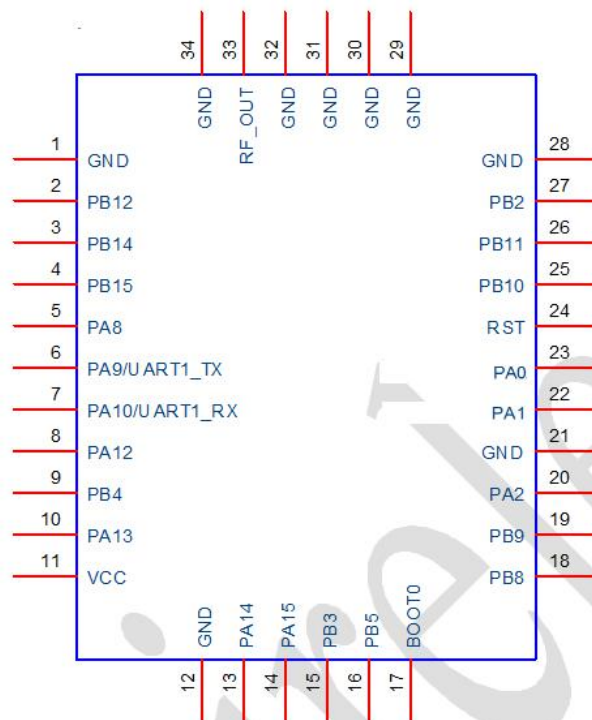 34 33 32 31 30 29
GND RF_OUT GND GND GND GND
1 GND GND 28
2 PB12 PB2 27
3 PB14 PB11 26
4 PB15 PB10 25
5 PA8 RST 24
6 PA9/UART1_TX PA0 23
7 PA10/UART1_RX PA1 22
8 PA12 GND 21
9 PB4 PA2 20
10 PA13 PB9 19
11 VCC PB8 18
GND PA14 PA15 PB3 PB5 BOOT0
12 13 14 15 16 17